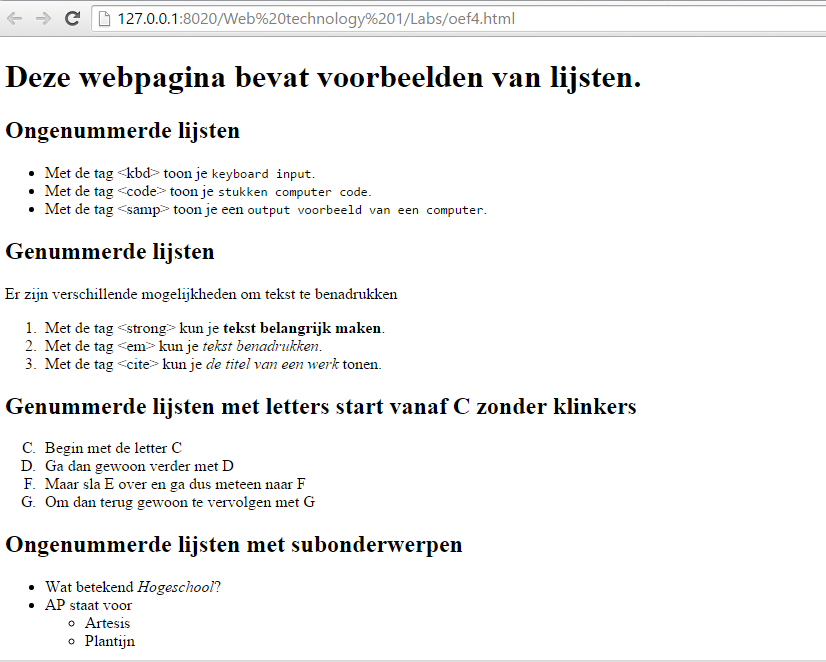 127.0.0.1:8020/Web%20technology%201/Labs/oef4.html
Deze webpagina bevat voorbeelden van lijsten.
Ongenummerde lijsten
• Met de tag <kbd> toon je keyboard input.
• Met de tag <code> toon je stukken computer code.
• Met de tag <samp> toon je een output voorbeeld van een computer.
Genummerde lijsten
Er zijn verschillende mogelijkheden om tekst te benadrukken
1. Met de tag <strong> kun je tekst belangrijk maken.
2. Met de tag <em> kun je tekst benadrukken.
3. Met de tag <cite> kun je de titel van een werk tonen.
Genummerde lijsten met letters start vanaf C zonder klinkers
C. Begin met de letter C
D. Ga dan gewoon verder met D
F. Maar sla E over en ga dus meteen naar F
G. Om dan terug gewoon te vervolgen met G
Ongenummerde lijsten met subonderwerpen
• Wat betekend Hogeschool?
• AP staat voor
◦ Artesis
◦ Plantijn